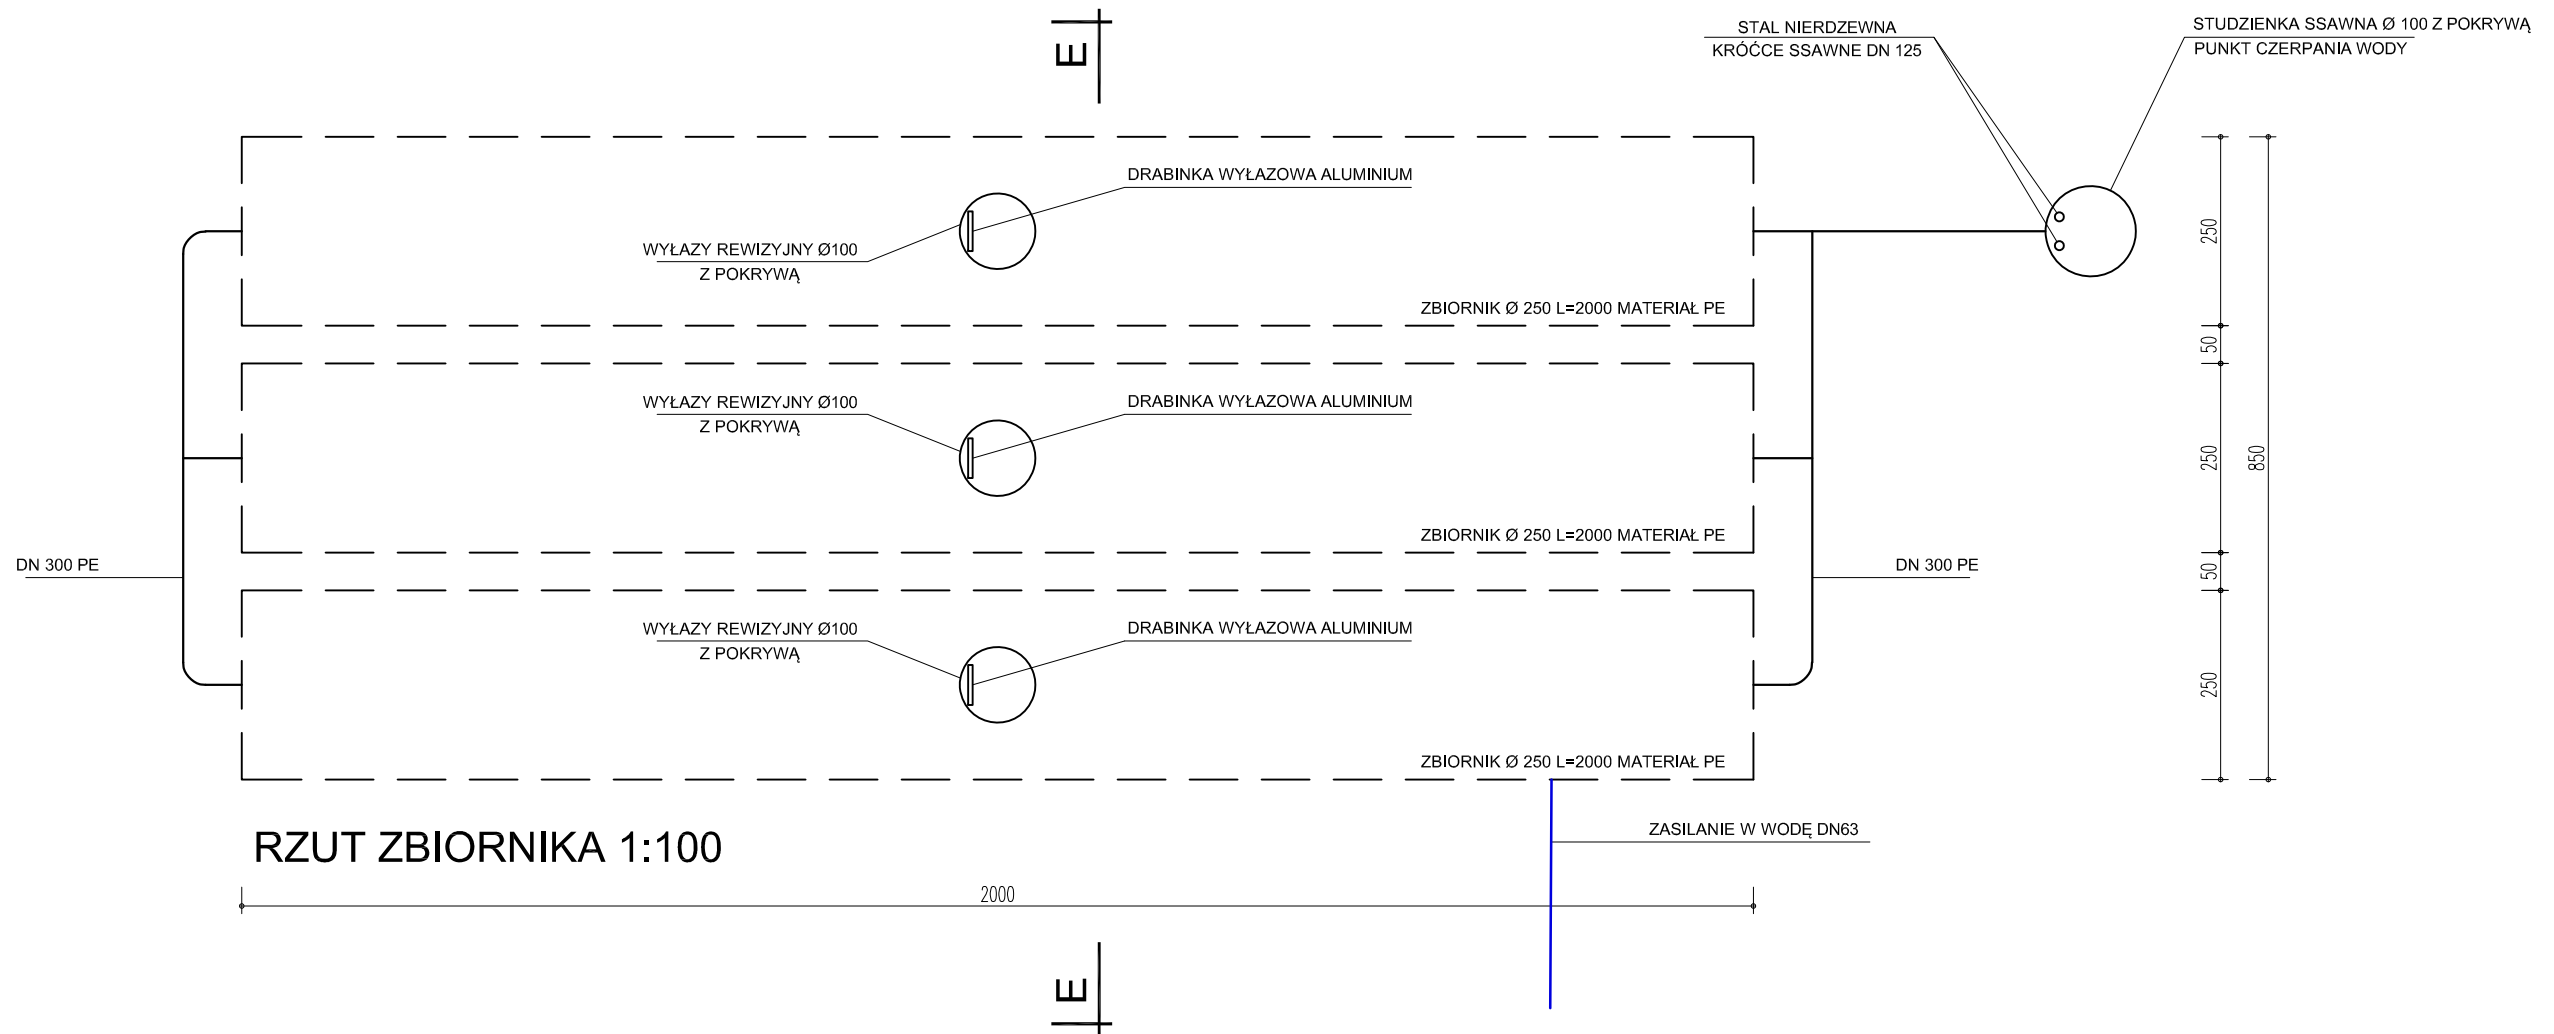 E
STAL NIERDZEWNA
KRÓĆCE SSAWNE DN 125
STUDZIENKA SSAWNA Ø 100 Z POKRYWĄ
PUNKT CZERPANIA WODY
DRABINKA WYŁAZOWA ALUMINIUM
WYŁAZY REWIZYJNY Ø100
Z POKRYWĄ
ZBIORNIK Ø 250 L=2000 MATERIAŁ PE
250
50
WYŁAZY REWIZYJNY Ø100
Z POKRYWĄ
DRABINKA WYŁAZOWA ALUMINIUM
ZBIORNIK Ø 250 L=2000 MATERIAŁ PE
250
850
DN 300 PE
DN 300 PE
50
WYŁAZY REWIZYJNY Ø100
Z POKRYWĄ
DRABINKA WYŁAZOWA ALUMINIUM
250
ZBIORNIK Ø 250 L=2000 MATERIAŁ PE
RZUT ZBIORNIKA 1:100
ZASILANIE W WODĘ DN63
2000
E